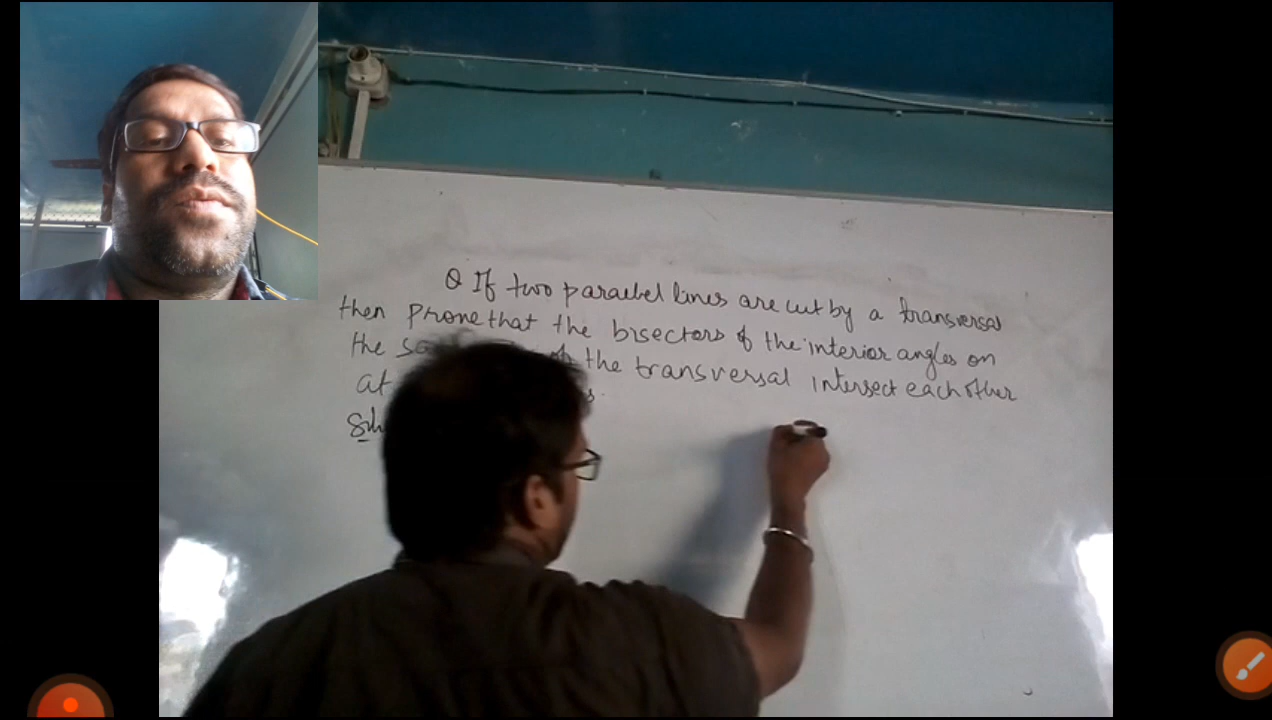 Q If two parallel lines are cut by a transversal
then prove that the bisectors of the interior angles on
the the transversal intersect each other
at
Soln